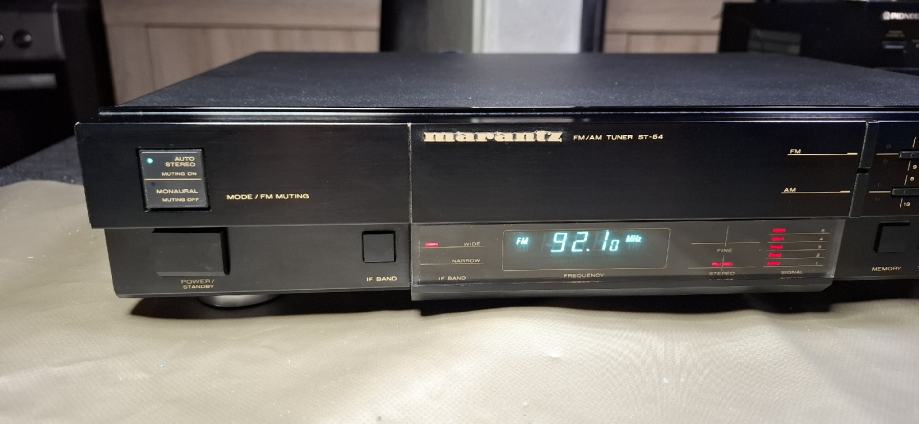 PIONEER
marantz FM/AM TUNER ST-54
FM
AUTO
STEREO
MUTING ON
MONAURAL
MUTING OFF
MODE / FM MUTING
AM
POWER/
STANDBY
IF BAND
WIDE
NARROW
IF BAND
FM 92.10 MHz
FREQUENCY
FINE
STEREO
SIGNAL
MEMORY